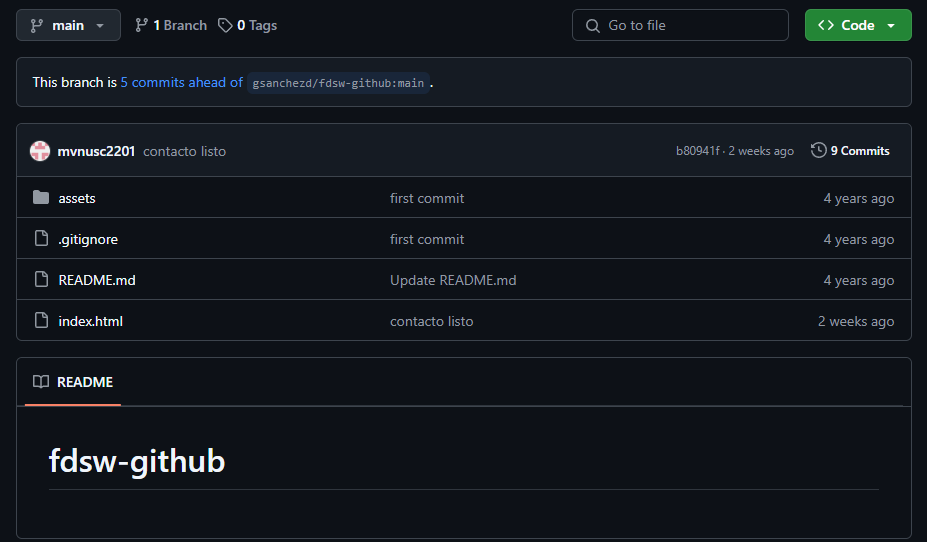 main 1 Branch 0 Tags Go to file Code
This branch is 5 commits ahead of gsanchezd/fdsw-github:main .
mvnusc2201 contacto listo b80941f · 2 weeks ago 9 Commits
assets first commit 4 years ago
.gitignore first commit 4 years ago
README.md Update README.md 4 years ago
index.html contacto listo 2 weeks ago
README
fdsw-github